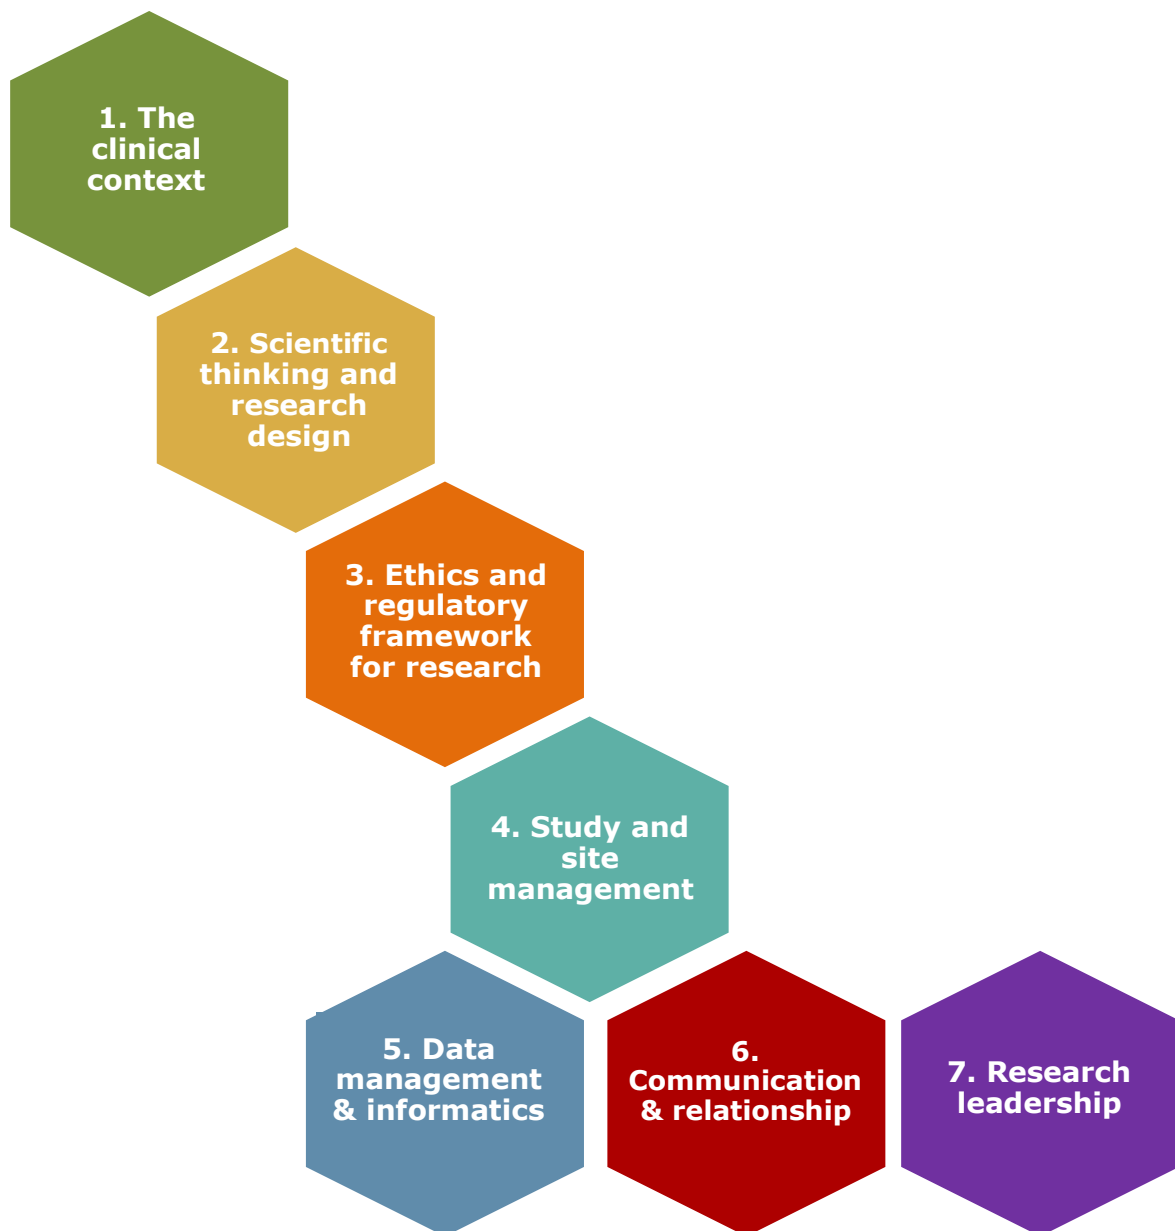 1. The
clinical
context
2. Scientific
thinking and
research
design
3. Ethics and
regulatory
framework
for research
4. Study and
site
management
5. Data
management
& informatics
6.
Communication
& relationship
7. Research
leadership